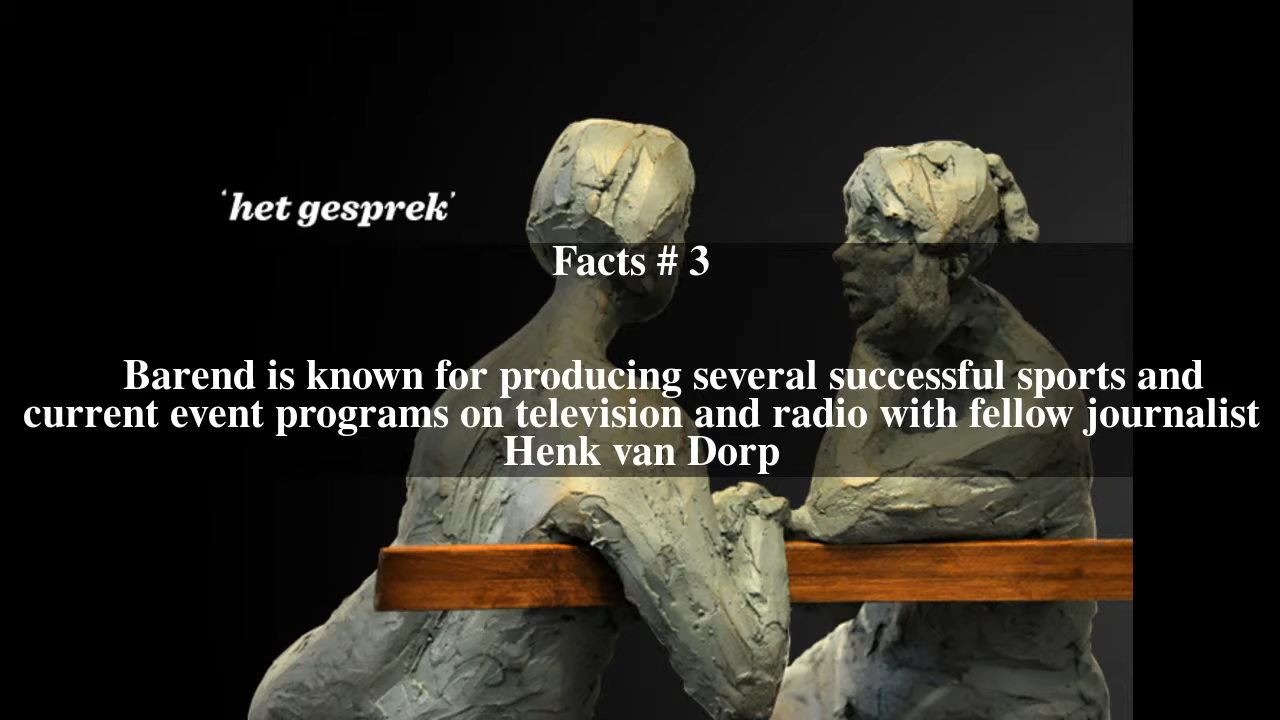 ‘het gesprek’
Facts # 3
Barend is known for producing several successful sports and
current event programs on television and radio with fellow journalist
Henk van Dorp